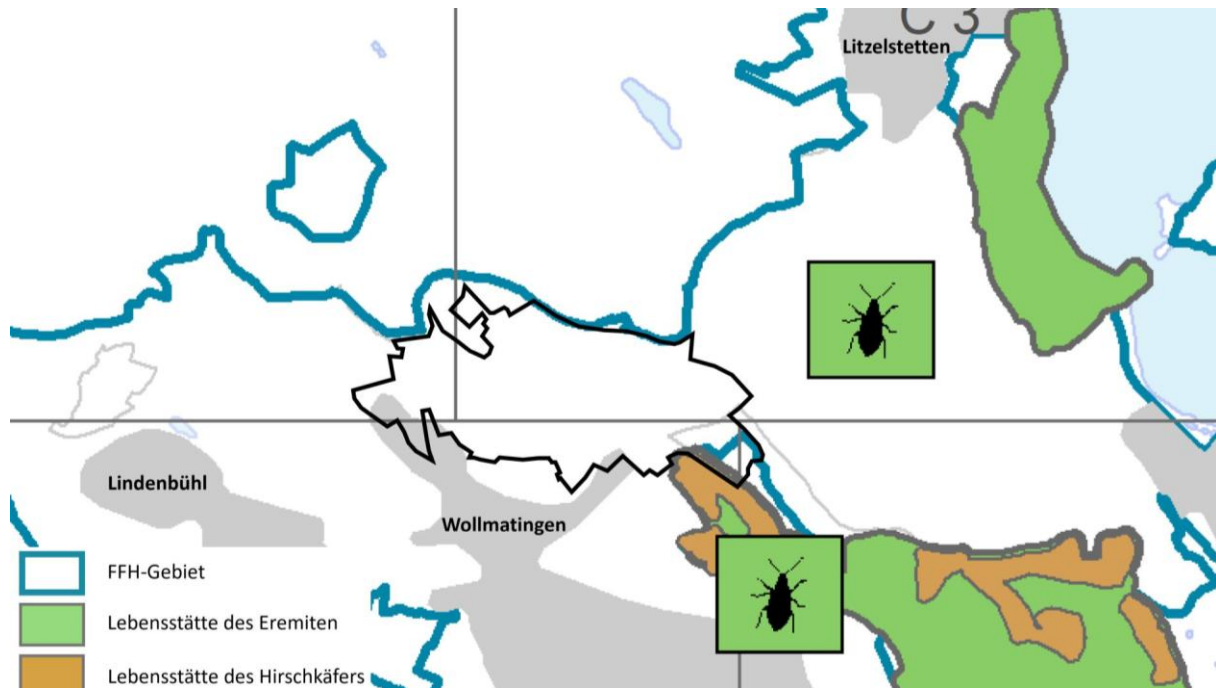 C 3
Litzelstetten
Lindenbühl
Wollmatingen
FFH-Gebiet
Lebensstätte des Eremiten
Lebensstätte des Hirschkäfers